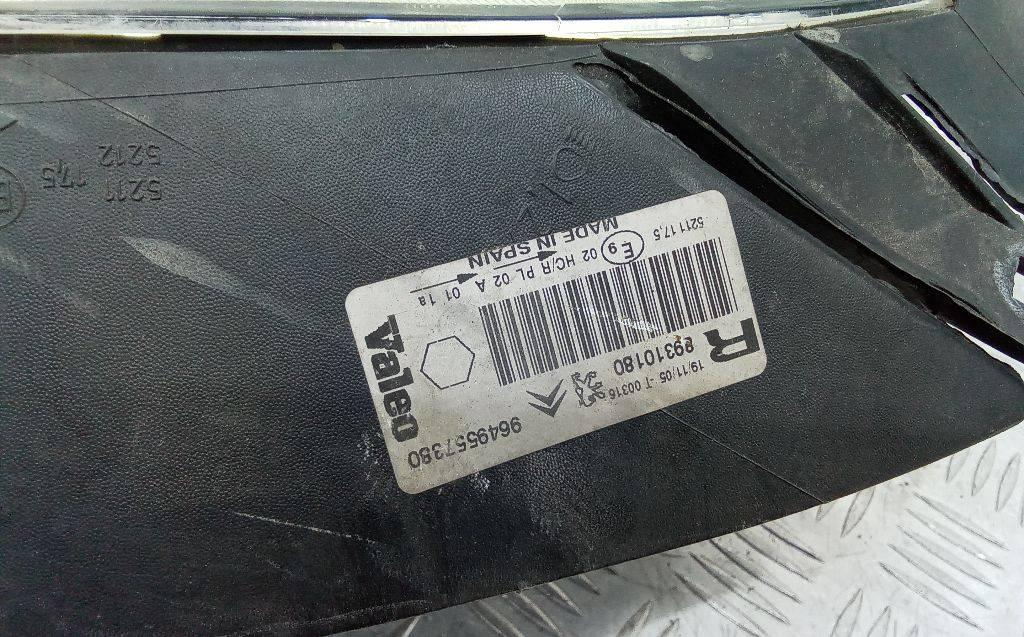 9649557380
19/11/05 -T 00316
89310180
R
Valeo
01 1a
E9 02 HC/R PL 02 A
5211 17,5
MADE IN SPAIN
5211 17,5
5212